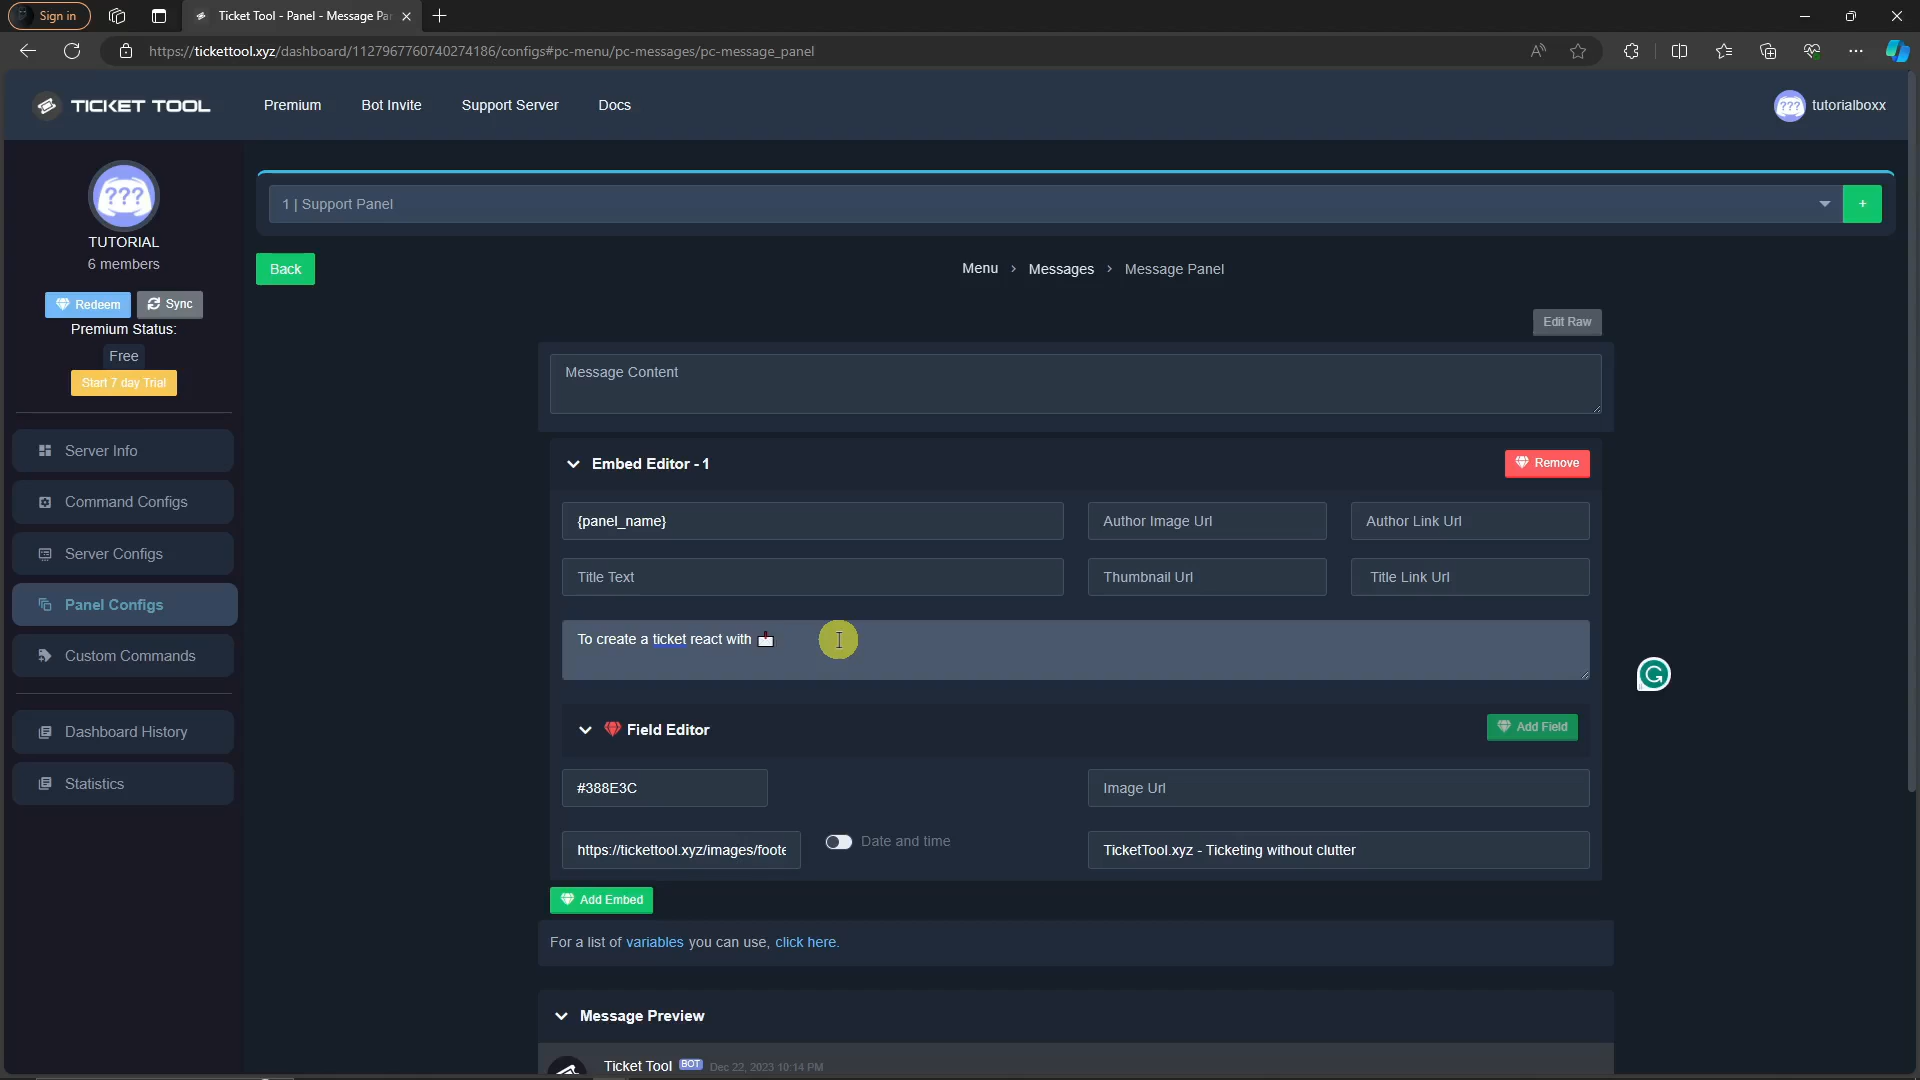 Sign in
Ticket Tool - Panel - Message Pa
https://tickettool.xyz/dashboard/1127967760740274186/configs#pc-menu/pc-messages/pc-message_panel
TICKET TOOL
Premium
Bot Invite
Support Server
Docs
??? tutorialboxx
???
TUTORIAL
6 members
Redeem
Sync
Premium Status:
Free
Start 7 day Trial
Server Info
Command Configs
Server Configs
Panel Configs
Custom Commands
Dashboard History
Statistics
1 | Support Panel
+
Back
Menu > Messages > Message Panel
Edit Raw
Message Content
Embed Editor - 1
Remove
{panel_name}
Author Image Url
Author Link Url
Title Text
Thumbnail Url
Title Link Url
To create a ticket react with 📩
Field Editor
Add Field
#388E3C
Image Url
https://tickettool.xyz/images/foote
Date and time
TicketTool.xyz - Ticketing without clutter
Add Embed
For a list of variables you can use, click here.
Message Preview
Ticket Tool BOT Dec 22, 2023 10:14 PM